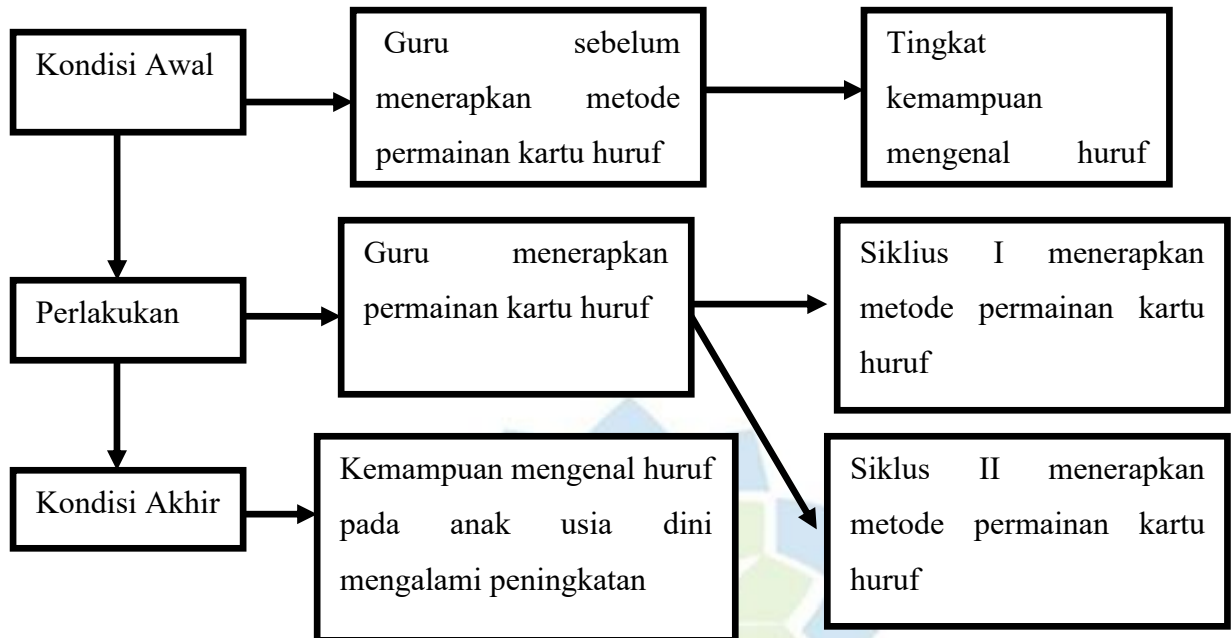 Kondisi Awal
Guru sebelum
menerapkan metode
permainan kartu huruf
Tingkat
kemampuan
mengenal huruf
Perlakukan
Guru menerapkan
permainan kartu huruf
Siklius I menerapkan
metode permainan kartu
huruf
Kondisi Akhir
Kemampuan mengenal huruf
pada anak usia dini
mengalami peningkatan
Siklus II menerapkan
metode permainan kartu
huruf